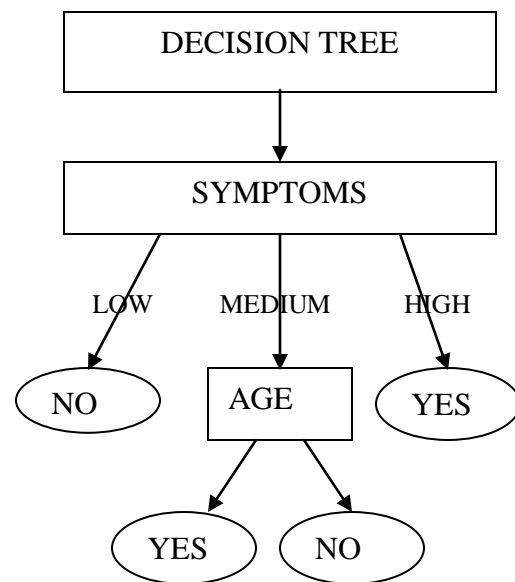 DECISION TREE
SYMPTOMS
LOW MEDIUM HIGH
NO AGE YES
YES NO